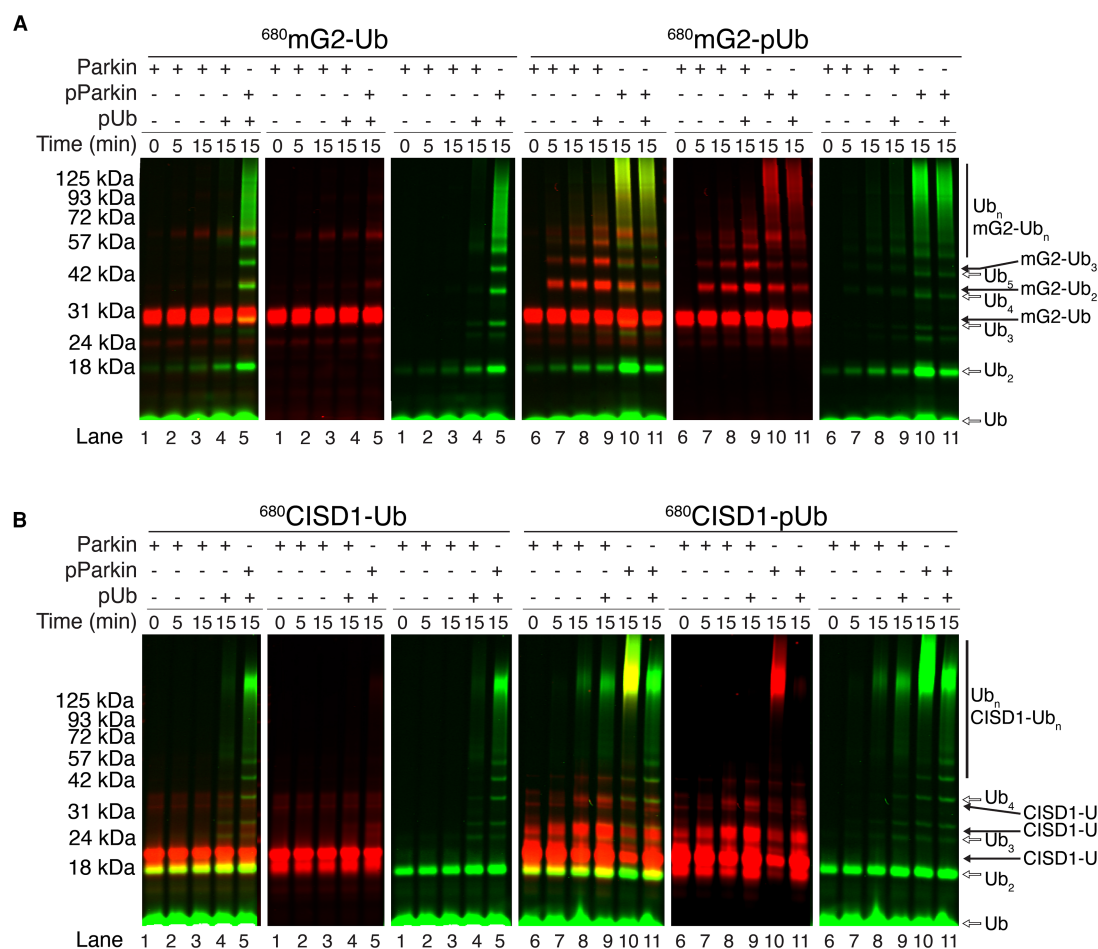 A
680mG2-Ub 680mG2-pUb
Parkin + + + + - + + + + - + + + + - + + + + - - + + + + - - + + + + - -
pParkin - - - - + - - - - + - - - - + - - - - + + - - - - + + - - - - + +
pUb - - - + + - - - + + - - - + + - - - + - + - - - + - + - - - + - +
Time (min) 0 5 15 15 15 0 5 15 15 15 0 5 15 15 15 0 5 15 15 15 15 0 5 15 15 15 15 0 5 15 15 15 15
125 kDa
93 kDa
72 kDa
57 kDa
42 kDa
31 kDa
24 kDa
18 kDa
Ubn
mG2-Ubn
mG2-Ub3
Ub5
mG2-Ub2
Ub4
mG2-Ub
Ub3
Ub2
Ub
Lane 1 2 3 4 5 1 2 3 4 5 1 2 3 4 5 6 7 8 9 10 11 6 7 8 9 10 11 6 7 8 9 10 11
B
680CISD1-Ub 680CISD1-pUb
Parkin + + + + - + + + + - + + + + - + + + + - - + + + + - - + + + + - -
pParkin - - - - + - - - - + - - - - + - - - - + + - - - - + + - - - - + +
pUb - - - + + - - - + + - - - + + - - - + - + - - - + - + - - - + - +
Time (min) 0 5 15 15 15 0 5 15 15 15 0 5 15 15 15 0 5 15 15 15 15 0 5 15 15 15 15 0 5 15 15 15 15
125 kDa
93 kDa
72 kDa
57 kDa
42 kDa
31 kDa
24 kDa
18 kDa
Ubn
CISD1-Ubn
Ub4
CISD1-U
CISD1-U
Ub3
CISD1-U
Ub2
Ub
Lane 1 2 3 4 5 1 2 3 4 5 1 2 3 4 5 6 7 8 9 10 11 6 7 8 9 10 11 6 7 8 9 10 11